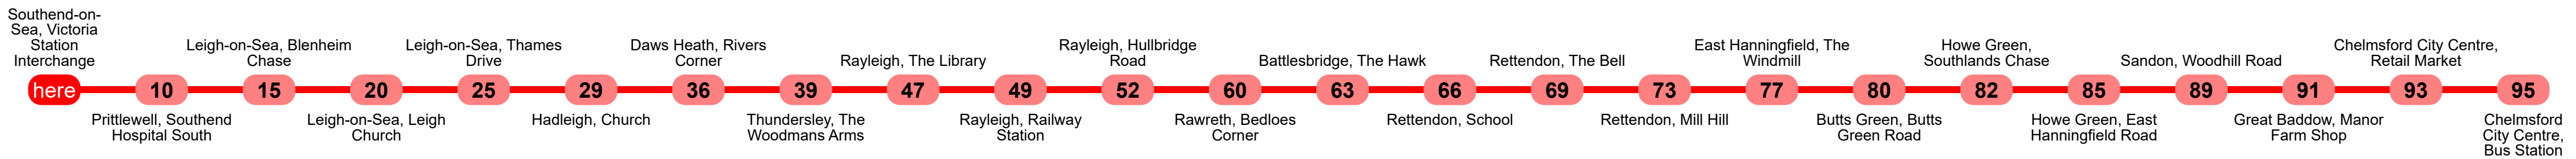 Southend-on-
Sea, Victoria
Station
Interchange
here
10
Prittlewell, Southend
Hospital South
Leigh-on-Sea, Blenheim
Chase
15
20
Leigh-on-Sea, Leigh
Church
Leigh-on-Sea, Thames
Drive
25
29
Hadleigh, Church
Daws Heath, Rivers
Corner
36
39
Thundersley, The
Woodmans Arms
Rayleigh, The Library
47
49
Rayleigh, Railway
Station
Rayleigh, Hullbridge
Road
52
60
Rawreth, Bedloes
Corner
Battlesbridge, The Hawk
63
66
Rettendon, School
Rettendon, The Bell
69
73
Rettendon, Mill Hill
East Hanningfield, The
Windmill
77
80
Butts Green, Butts
Green Road
Howe Green,
Southlands Chase
82
85
Howe Green, East
Hanningfield Road
Sandon, Woodhill Road
89
91
Great Baddow, Manor
Farm Shop
Chelmsford City Centre,
Retail Market
93
95
Chelmsford
City Centre,
Bus Station